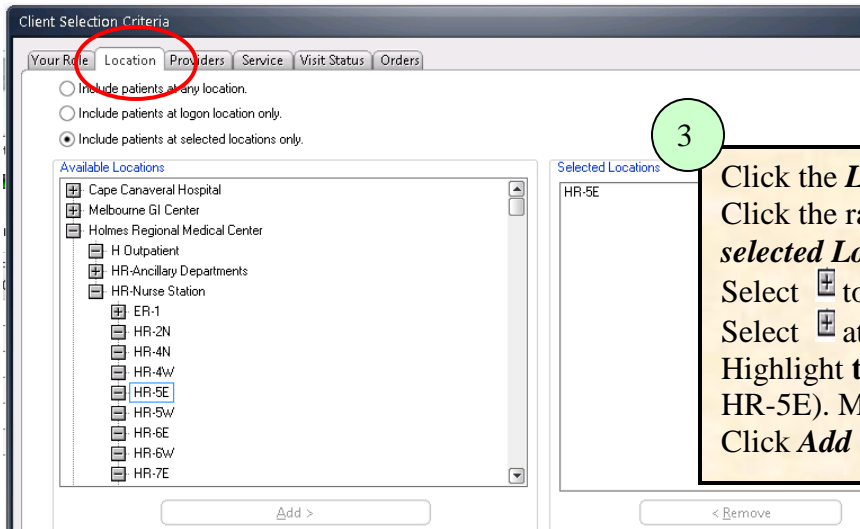 Client Selection Criteria
Your Role Location Providers Service Visit Status Orders
Include patients at any location.
Include patients at logon location only.
Include patients at selected locations only.
Available Locations
Cape Canaveral Hospital
Melbourne GI Center
Holmes Regional Medical Center
H Outpatient
HR-Ancillary Departments
HR-Nurse Station
ER-1
HR-2N
HR-4N
HR-4W
HR-5E
HR-5W
HR-6E
HR-6W
HR-7E
Add >
Selected Locations
HR-5E
< Remove
3
Click the
Click the
selected
Select
Select
Highlight
HR-5E).
Click Add